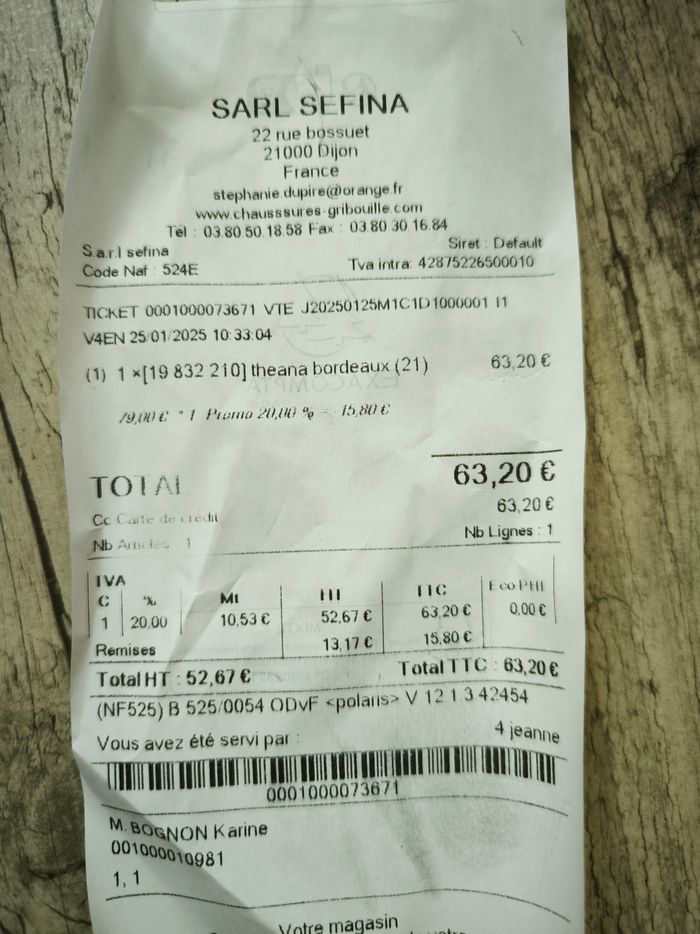 SARL SEFINA
22 rue bossuet
21000 Dijon
France
stephanie.dupire@orange.fr
www.chausssures-gribouille.com
Tél : 03.80.50.18.58 Fax : 03.80.30.16.84
S.a.r.l sefina Siret : Default
Code Naf : 524E Tva intra: 42875226500010
TICKET 0001000073671 VTE J20250125M1C1D1000001 I1
V4EN 25/01/2025 10:33:04
(1) 1 ×[19 832 210] theana bordeaux (21) 63,20 €
79,00 € * 1 Promo 20,00 % = 15,80 €
TOTAL 63,20 €
Cc Carte de crédit 63,20 €
Nb Articles : 1 Nb Lignes : 1
TVA
C % Mt HT TTC Eco PHI
1 20.00 10,53 € 52,67 € 63,20 € 0,00 €
Remises 13,17 € 15,80 €
Total HT : 52,67 € Total TTC : 63,20 €
(NF525) B 525/0054 ODvF <polaris> V 12.1.3.42454
Vous avez été servi par : 4 jeanne
0001000073671
M. BOGNON Karine
001000010981
1, 1
Votre magasin